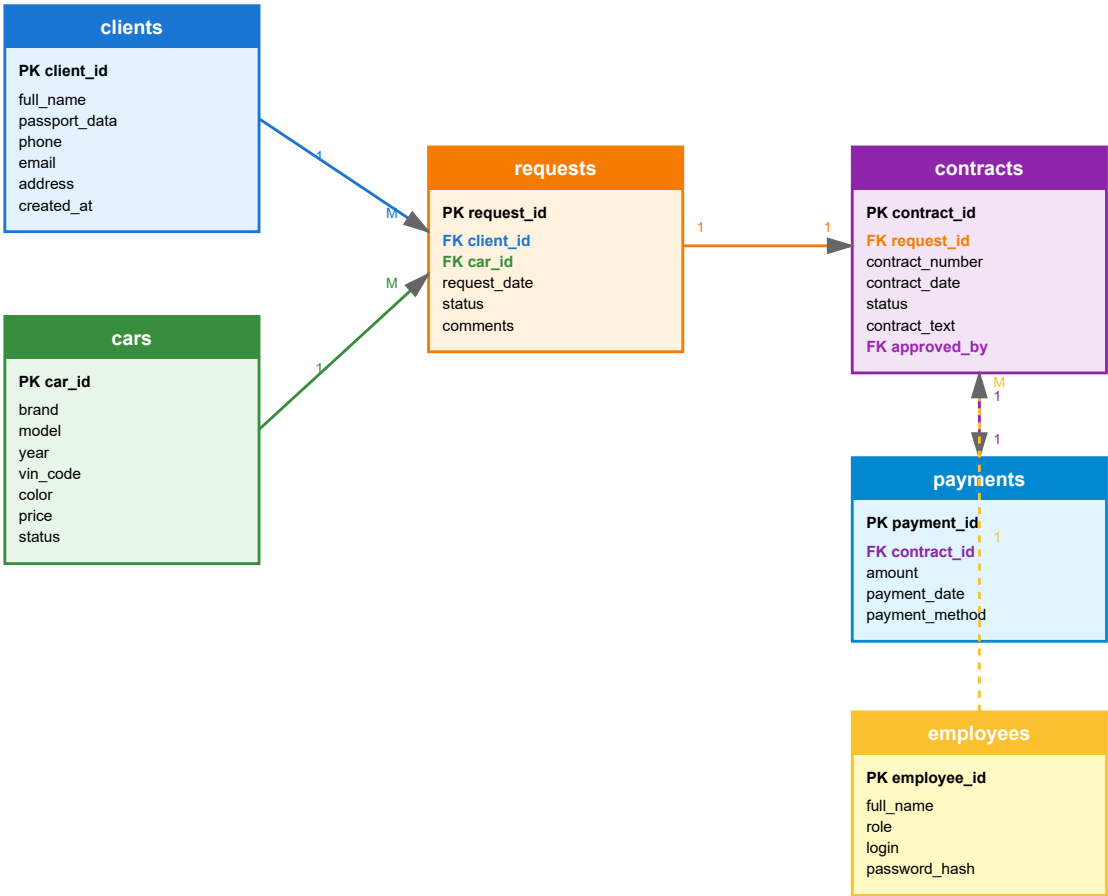 clients
PK client_id
full_name
passport_data
phone
email
address
created_at
1
M
cars
PK car_id
brand
model
year
vin_code
color
price
status
1
M
requests
PK request_id
FK client_id
FK car_id
request_date
status
comments
1
1
contracts
PK contract_id
FK request_id
contract_number
contract_date
status
contract_text
FK approved_by
M
1
1
payments
PK payment_id
FK contract_id
1
amount
payment_date
payment_method
employees
PK employee_id
full_name
role
login
password_hash